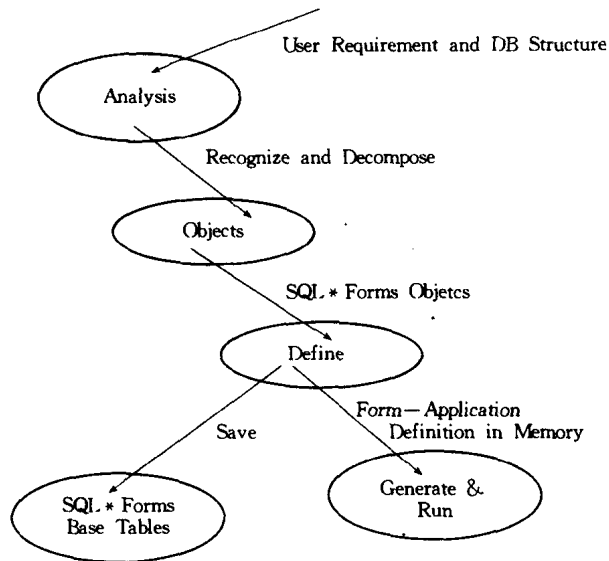 User Requirement and DB Structure
Analysis
Recognize and Decompose
Objects
SQL * Forms Objetcs
Define
Form—Application
Definition in Memory
Save
SQL * Forms
Base Tables
Generate &
Run